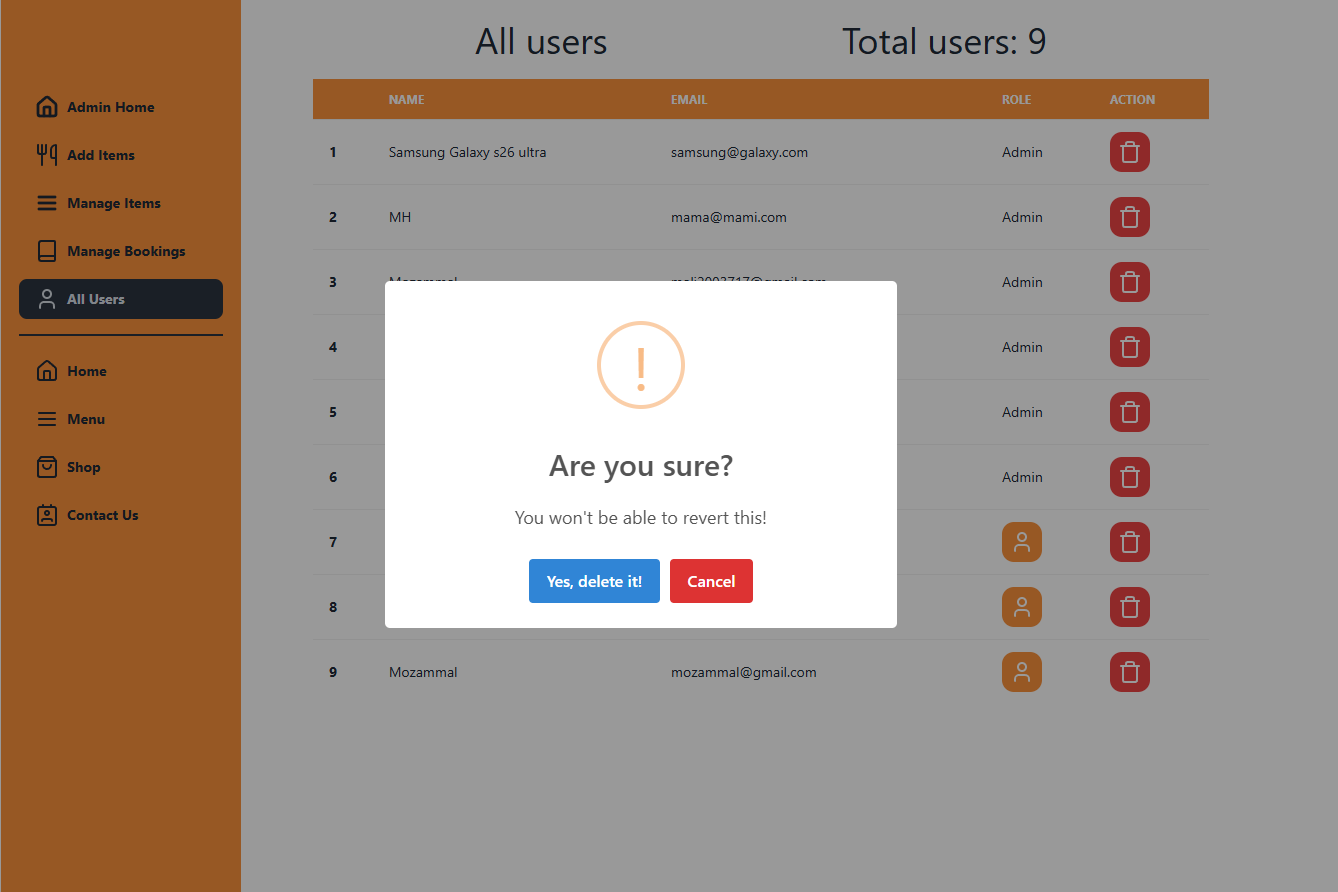 All users Total users: 9
Admin Home
Add Items
Manage Items
Manage Bookings
All Users
Home
Menu
Shop
Contact Us
NAME EMAIL ROLE ACTION
1 Samsung Galaxy s26 ultra samsung@galaxy.com Admin
2 MH mama@mami.com Admin
3 Admin
4 Admin
5 Admin
6 Admin
7
8
9 Mozammal mozammal@gmail.com
!
Are you sure?
You won't be able to revert this!
Yes, delete it! Cancel